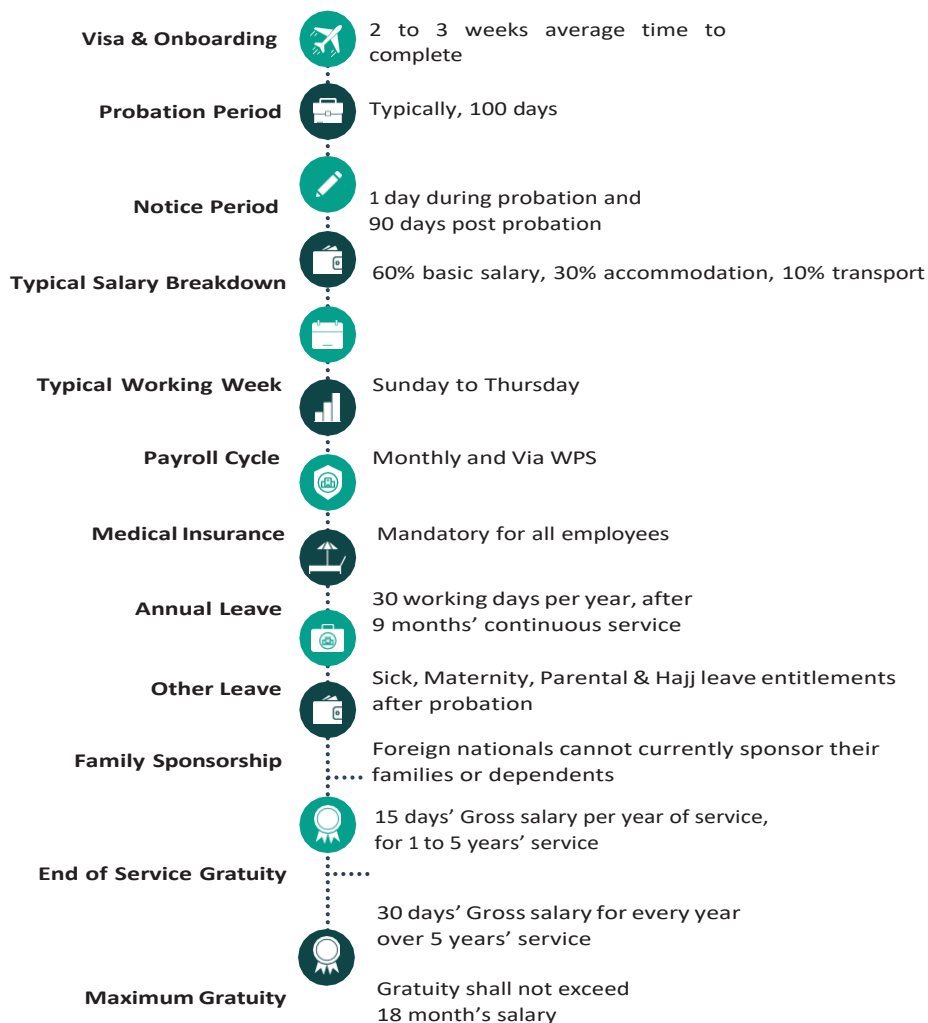 Visa & Onboarding
2 to 3 weeks average time to
complete
Probation Period
Typically, 100 days
Notice Period
1 day during probation and
90 days post probation
Typical Salary Breakdown
60% basic salary, 30% accommodation, 10% transport
Typical Working Week
Sunday to Thursday
Payroll Cycle
Monthly and Via WPS
Medical Insurance
Mandatory for all employees
Annual Leave
30 working days per year, after
9 months’ continuous service
Other Leave
Sick, Maternity, Parental & Hajj leave entitlements
after probation
Family Sponsorship
Foreign nationals cannot currently sponsor their
families or dependents
End of Service Gratuity
15 days’ Gross salary per year of service,
for 1 to 5 years’ service
30 days’ Gross salary for every year
over 5 years’ service
Maximum Gratuity
Gratuity shall not exceed
18 month’s salary